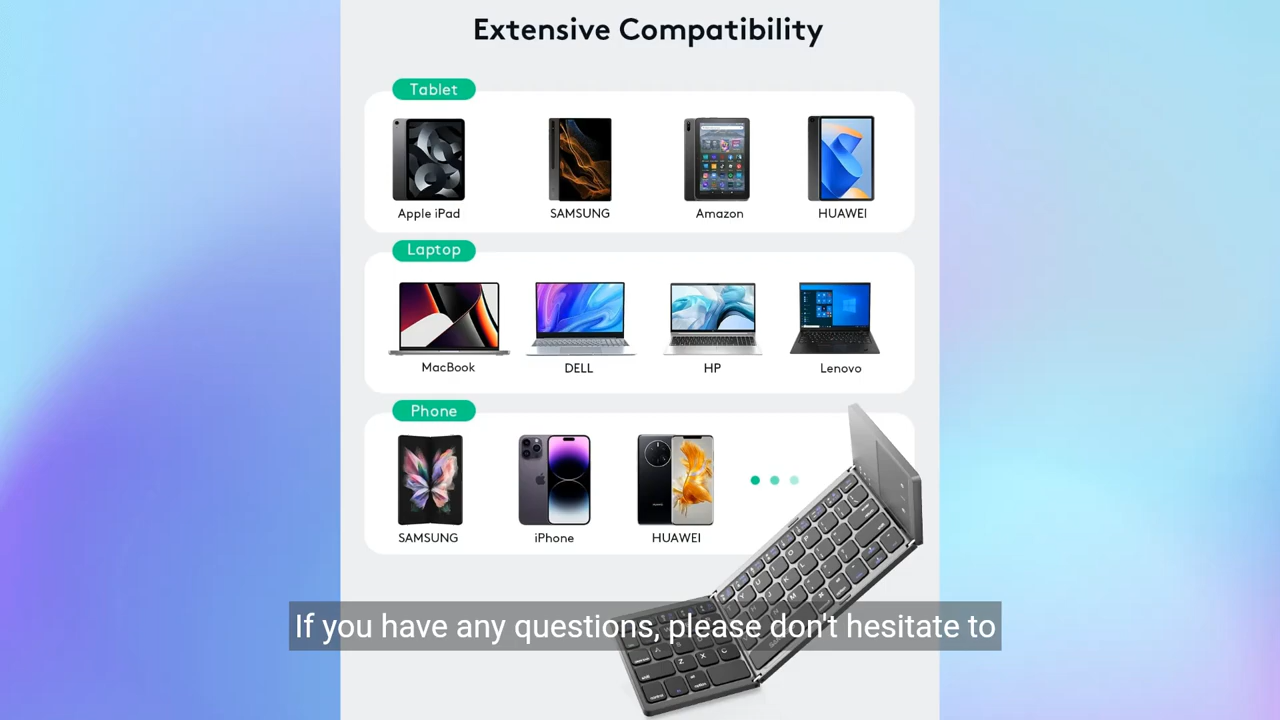 Extensive Compatibility
Tablet
Apple iPad
SAMSUNG
Amazon
HUAWEI
Laptop
MacBook
DELL
HP
Lenovo
Phone
SAMSUNG
iPhone
HUAWEI
If you have any questions, please don't hesitate to